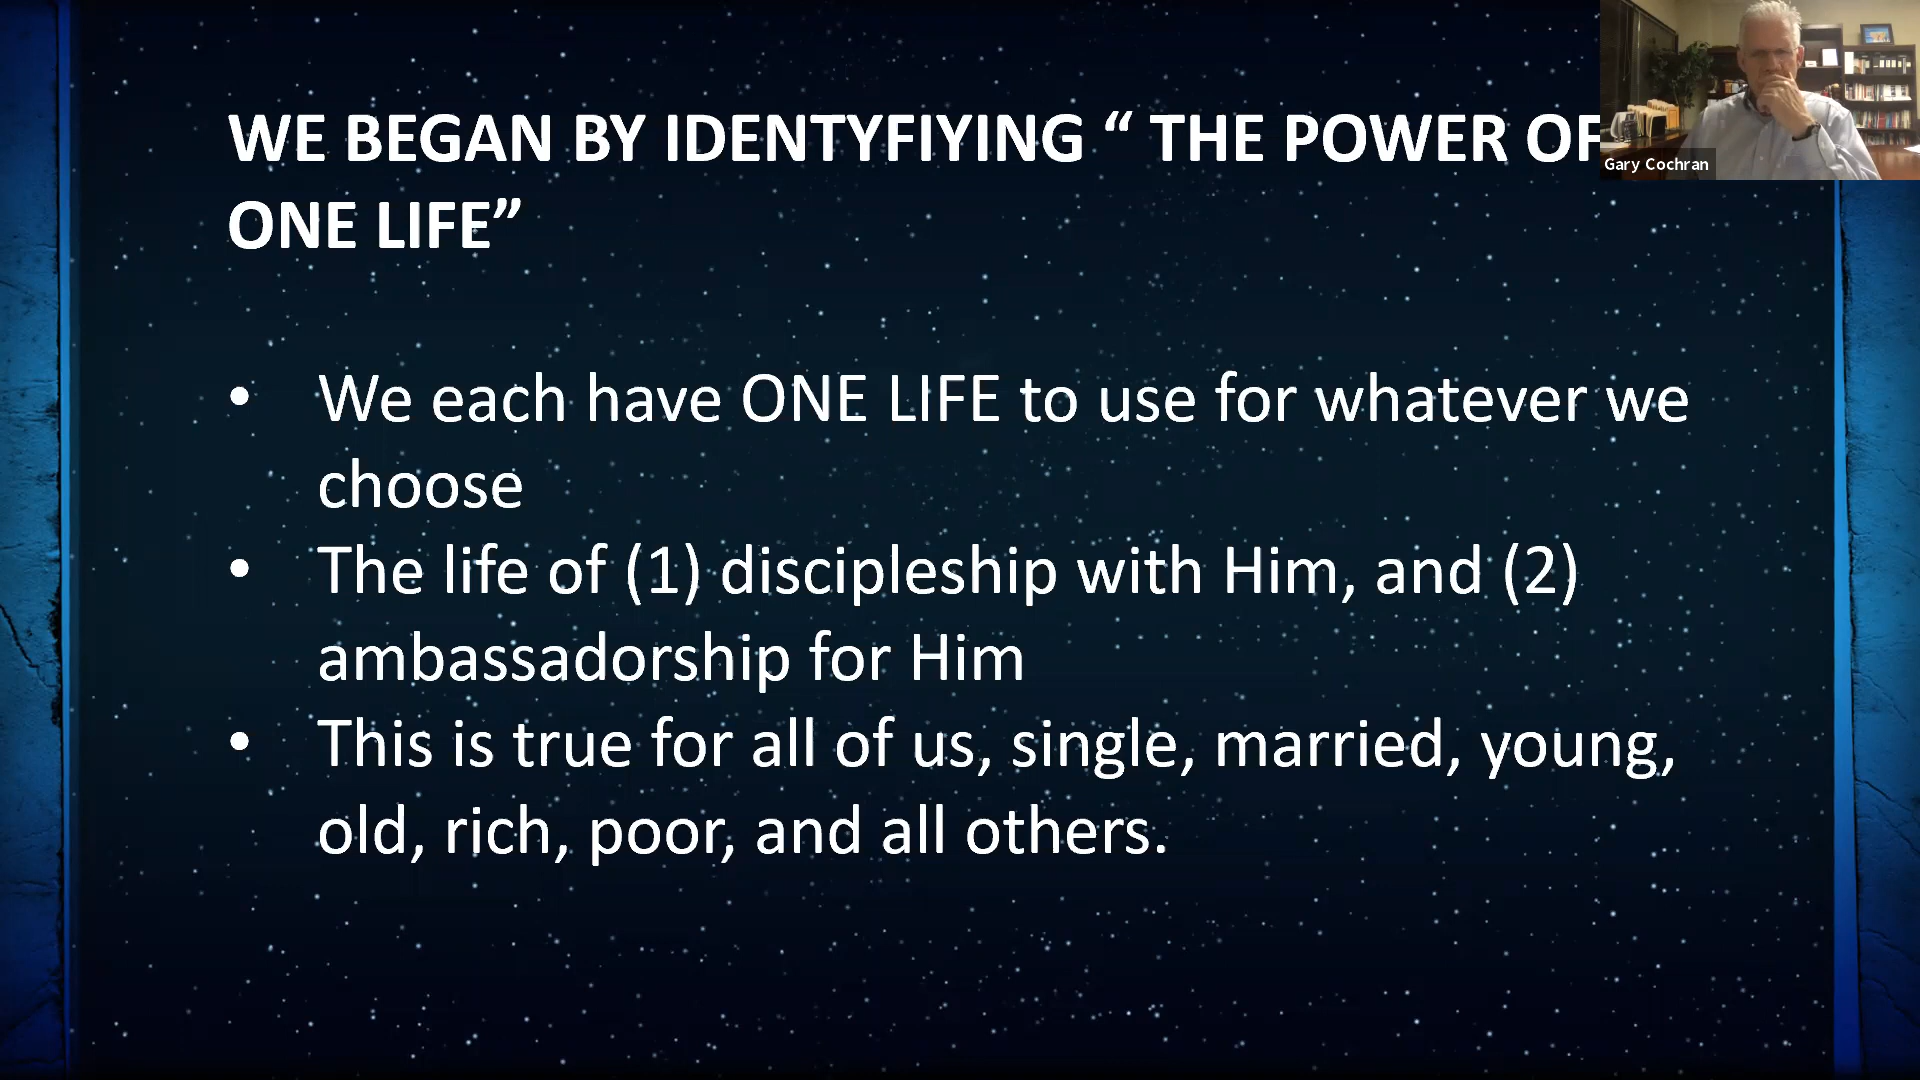 WE BEGAN BY IDENTYFIYING “ THE POWER OF
ONE LIFE”
Gary Cochran
• We each have ONE LIFE to use for whatever we
choose
• The life of (1) discipleship with Him, and (2)
ambassadorship for Him
• This is true for all of us, single, married, young,
old, rich, poor, and all others.